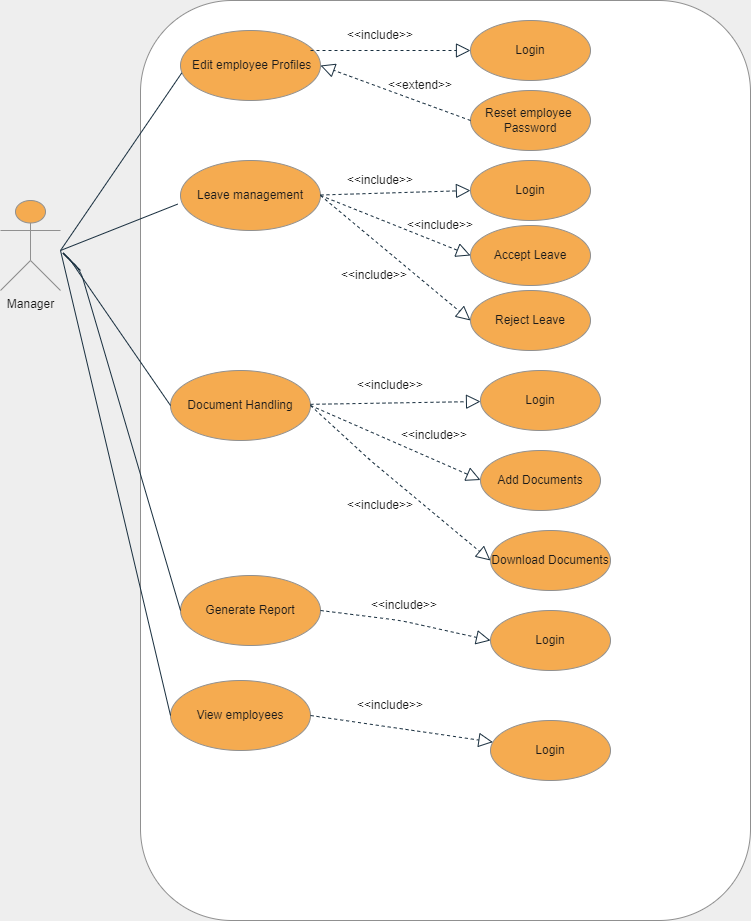 <<include>>
Login
Edit employee Profiles
<<extend>>
Reset employee
Password
<<include>>
Login
Leave management
<<include>>
Accept Leave
<<include>>
Reject Leave
Manager
<<include>>
Login
Document Handling
<<include>>
Add Documents
<<include>>
Download Documents
<<include>>
Generate Report
Login
<<include>>
View employees
Login